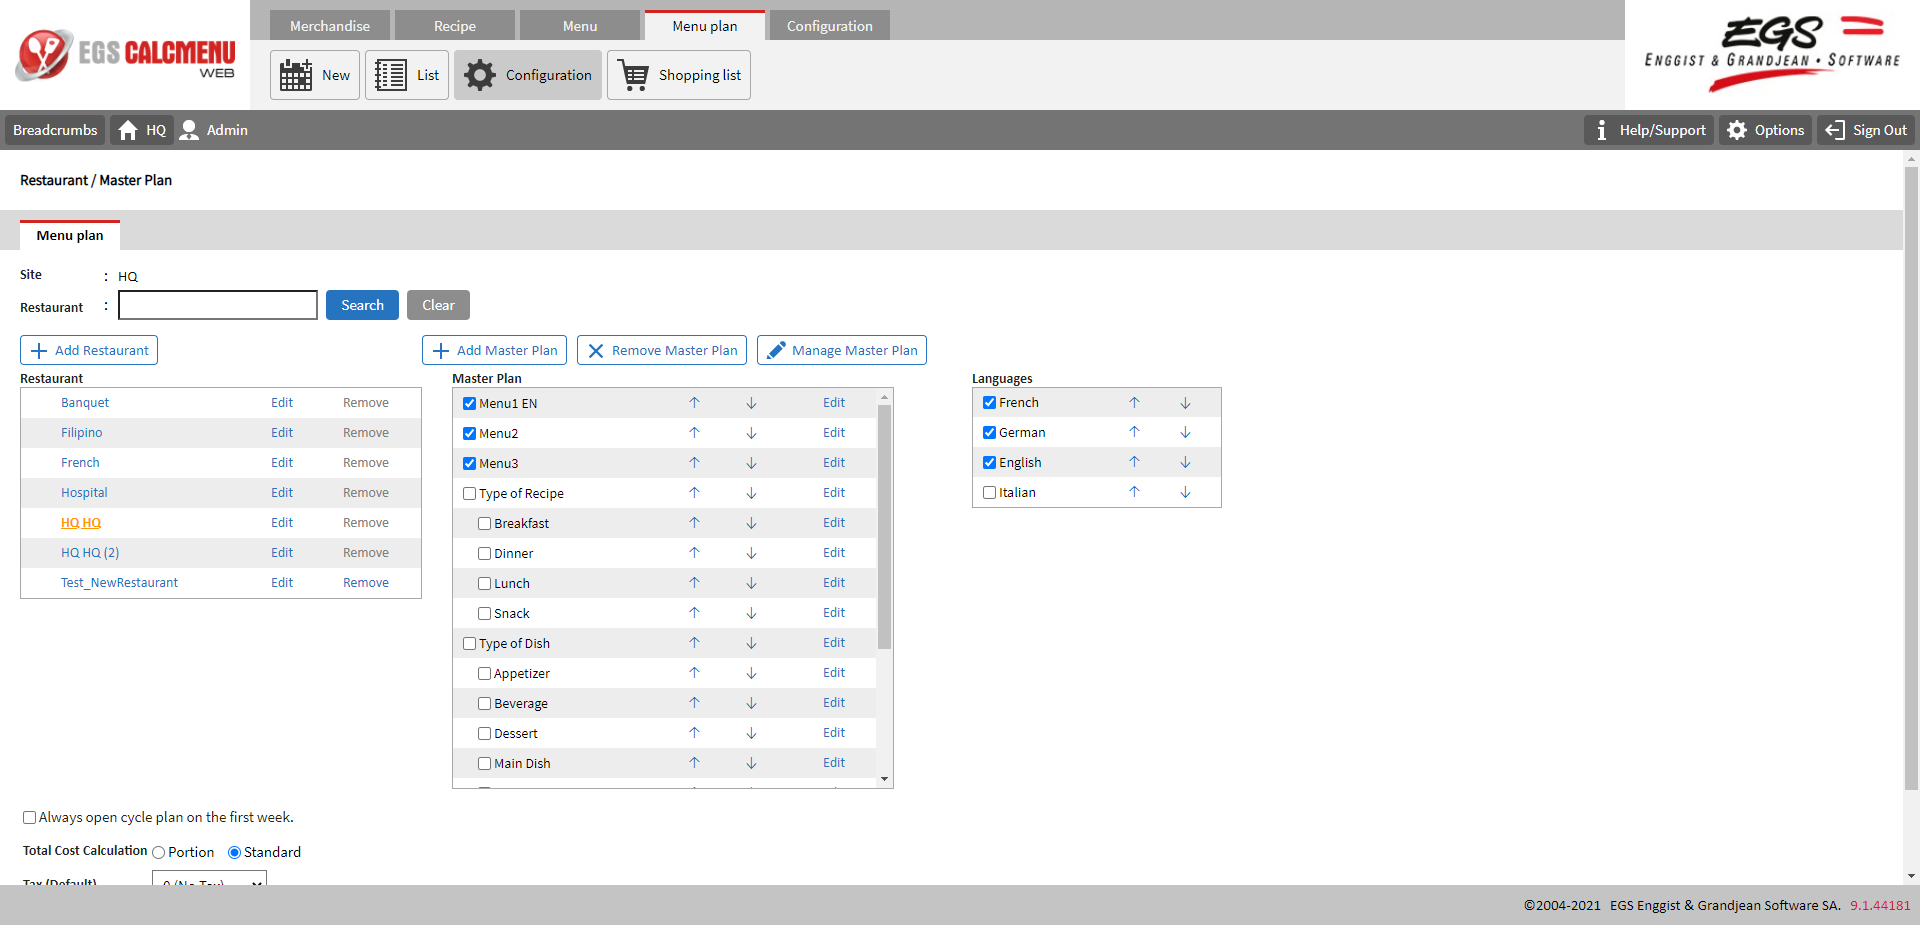 EGS CALCMENU
WEB
Merchandise
Recipe
Menu
Menu plan
Configuration
New
List
Configuration
Shopping list
EGS
ENGGIST & GRANDJEAN • SOFTWARE
Breadcrumbs
HQ
Admin
Help/Support
Options
Sign Out
Restaurant / Master Plan
Menu plan
Site : HQ
Restaurant :
Search
Clear
Add Restaurant
Add Master Plan
Remove Master Plan
Manage Master Plan
Restaurant
Banquet Edit Remove
Filipino Edit Remove
French Edit Remove
Hospital Edit Remove
HQ HQ Edit Remove
HQ HQ (2) Edit Remove
Test_NewRestaurant Edit Remove
Master Plan
Menu1 EN Edit
Menu2 Edit
Menu3 Edit
Type of Recipe Edit
Breakfast Edit
Dinner Edit
Lunch Edit
Snack Edit
Type of Dish Edit
Appetizer Edit
Beverage Edit
Dessert Edit
Main Dish Edit
Languages
French
German
English
Italian
Always open cycle plan on the first week.
Total Cost Calculation Portion Standard
Tax (Default) 0 (No Tax)
©2004-2021 EGS Enggist & Grandjean Software SA. 9.1.44181